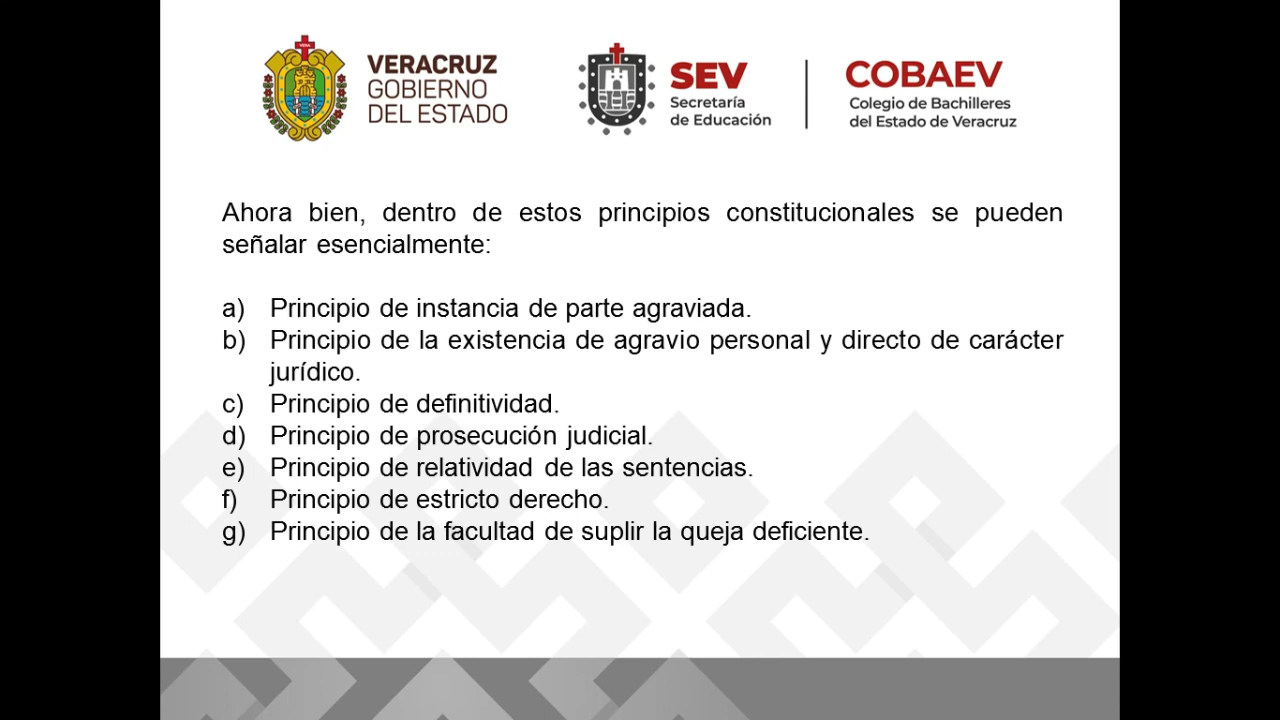 VERACRUZ
GOBIERNO
DEL ESTADO
SEV
Secretaría
de Educación
COBAEV
Colegio de Bachilleres
del Estado de Veracruz
Ahora bien, dentro de estos principios constitucionales se pueden
señalar esencialmente:
a) Principio de instancia de parte agraviada.
b) Principio de la existencia de agravio personal y directo de carácter
jurídico.
c) Principio de definitividad.
d) Principio de prosecución judicial.
e) Principio de relatividad de las sentencias.
f) Principio de estricto derecho.
g) Principio de la facultad de suplir la queja deficiente.